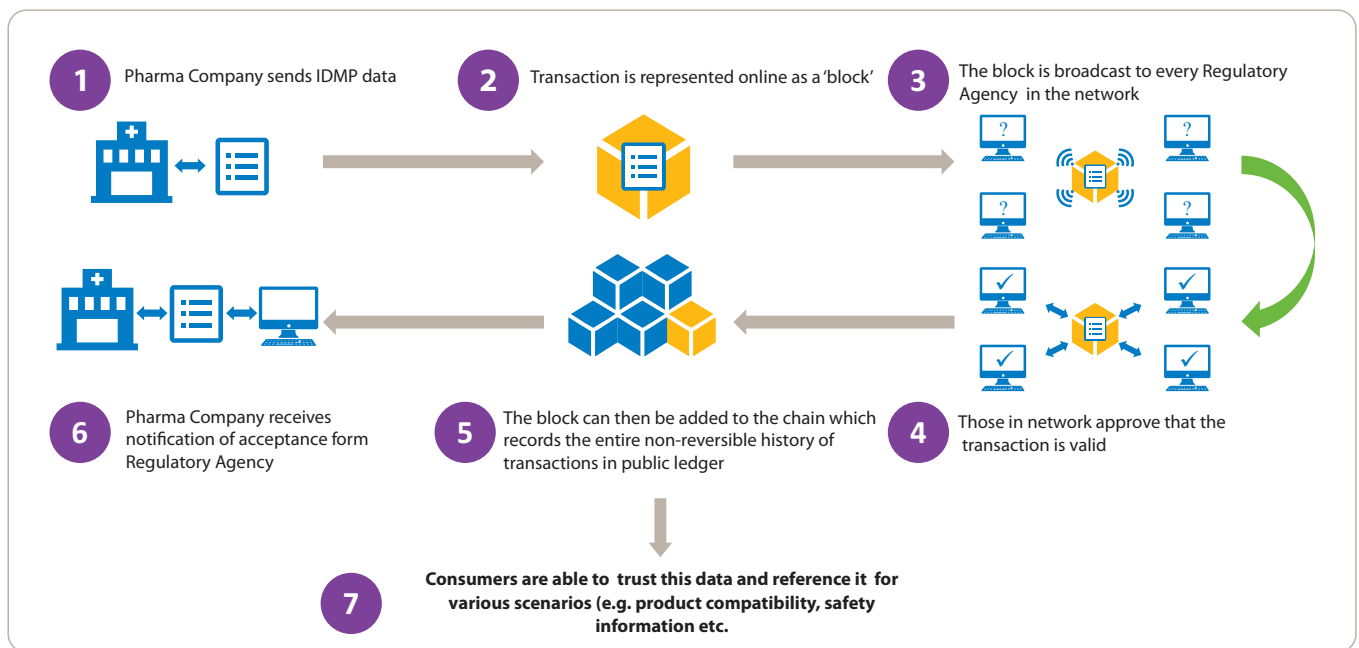 1
Pharma Company sends IDMP data
2
Transaction is represented online as a ‘block’
3
The block is broadcast to every Regulatory
Agency in the network
?
?
?
?
✓
✓
✓
✓
4
Those in network approve that the
transaction is valid
5
The block can then be added to the chain which
records the entire non-reversible history of
transactions in public ledger
6
Pharma Company receives
notification of acceptance form
Regulatory Agency
7
Consumers are able to trust this data and reference it for
various scenarios (e.g. product compatibility, safety
information etc.